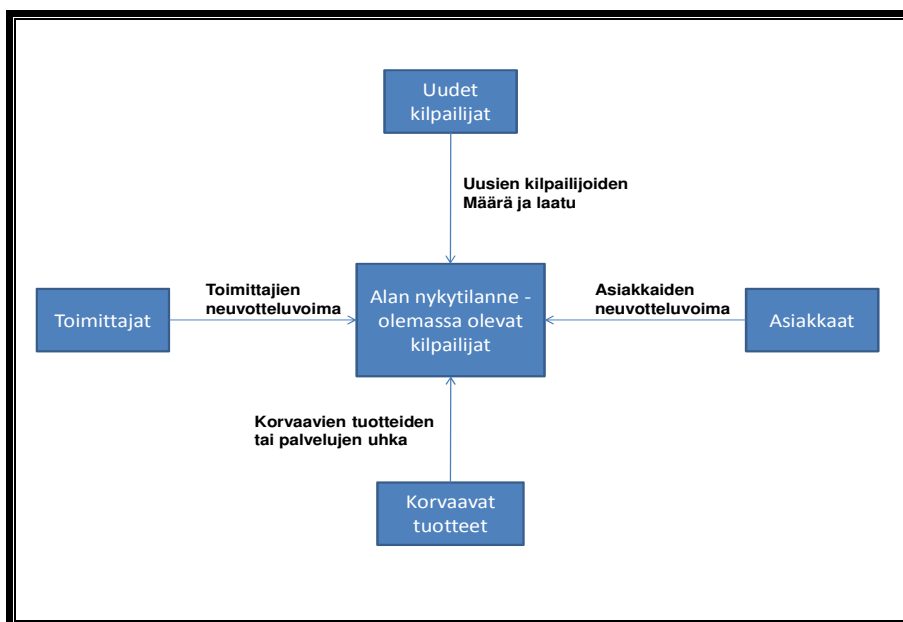 Uudet
kilpailijat
Uusien kilpailijoiden
Määrä ja laatu
Toimittajat
Toimittajien
neuvotteluvoima
Alan nykytilanne -
olemassa olevat
kilpailijat
Asiakkaiden
neuvotteluvoima
Asiakkaat
Korvaavien tuotteiden
tai palvelujen uhka
Korvaavat
tuotteet